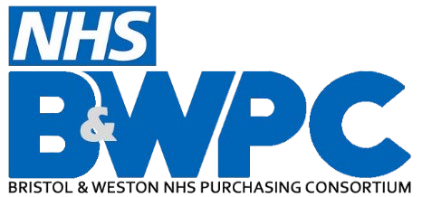 NHS
B&WPC
BRISTOL & WESTON NHS PURCHASING CONSORTIUM